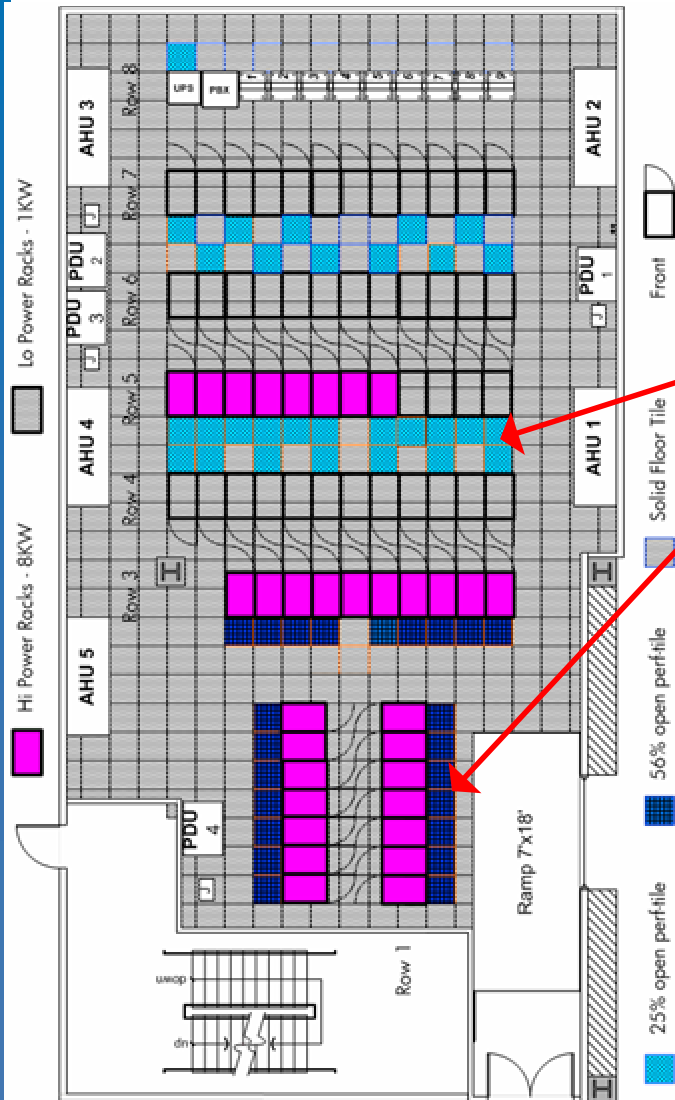 Hi Power Racks - 8KW
Lo Power Racks - 1KW
AHU 5
AHU 4
PDU
3
PDU
2
AHU 3
J
J
Row 3
Row 4
Row 5
Row 6
Row 7
Row 8
UPS
PBX
1
2
3
4
5
6
7
8
9
PDU
4
J
down
up
Row 1
Ramp 7'x18'
AHU 1
J
PDU
1
AHU 2
25% open perf-tile
56% open perf-tile
Solid Floor Tile
Front